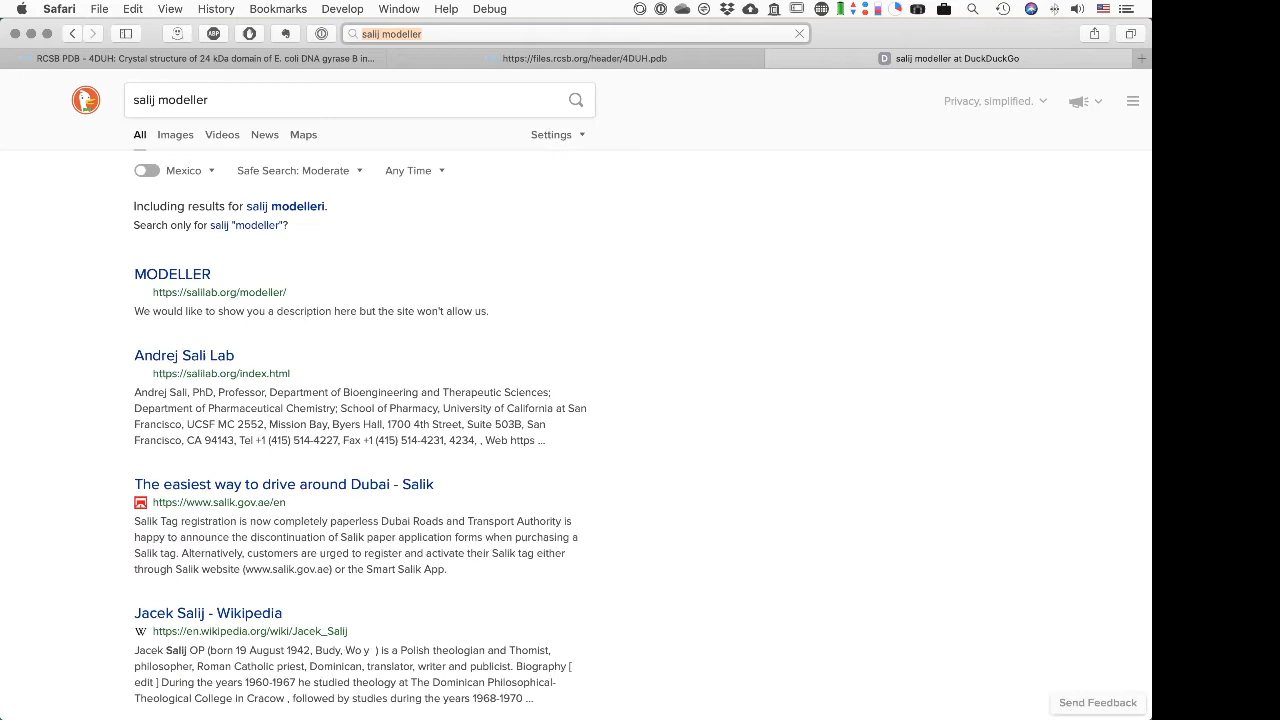 Safari File Edit View History Bookmarks Develop Window Help Debug
ABP
salij modeller
RCSB PDB - 4DUH: Crystal structure of 24 kDa domain of E. coli DNA gyrase B in...
https://files.rcsb.org/header/4DUH.pdb
salij modeller at DuckDuckGo
salij modeller
Privacy, simplified.
All Images Videos News Maps Settings
Mexico Safe Search: Moderate Any Time
Including results for salij modelleri.
Search only for salij "modeller"?
MODELLER
https://salilab.org/modeller/
We would like to show you a description here but the site won't allow us.
Andrej Sali Lab
https://salilab.org/index.html
Andrej Sali, PhD, Professor, Department of Bioengineering and Therapeutic Sciences;
Department of Pharmaceutical Chemistry; School of Pharmacy, University of California at San
Francisco, UCSF MC 2552, Mission Bay, Byers Hall, 1700 4th Street, Suite 503B, San
Francisco, CA 94143, Tel +1 (415) 514-4227, Fax +1 (415) 514-4231, 4234, , Web https ...
The easiest way to drive around Dubai - Salik
https://www.salik.gov.ae/en
Salik Tag registration is now completely paperless Dubai Roads and Transport Authority is
happy to announce the discontinuation of Salik paper application forms when purchasing a
Salik tag. Alternatively, customers are urged to register and activate their Salik tag either
through Salik website (www.salik.gov.ae) or the Smart Salik App.
Jacek Salij - Wikipedia
W https://en.wikipedia.org/wiki/Jacek_Salij
Jacek Salij OP (born 19 August 1942, Budy, Wo y ) is a Polish theologian and Thomist,
philosopher, Roman Catholic priest, Dominican, translator, writer and publicist. Biography [
edit ] During the years 1960-1967 he studied theology at The Dominican Philosophical-
Theological College in Cracow , followed by studies during the years 1968-1970 ...
Send Feedback